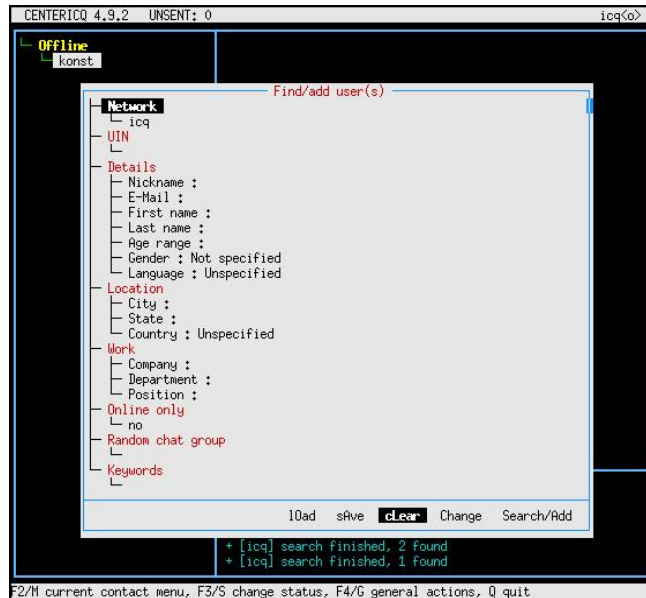 CENTERICQ 4.9.2 UNSENT: 0 icq<o>
Offline
konst
Find/add user(s)
Network
icq
UIN
Details
Nickname :
E-Mail :
First name :
Last name :
Age range :
Gender : Not specified
Language : Unspecified
Location
City :
State :
Country : Unspecified
Work
Company :
Department :
Position :
Online only
no
Random chat group
Keywords
lOad sAve cLear Change Search/Add
+ [icq] search finished, 2 found
+ [icq] search finished, 1 found
F2/M current contact menu, F3/S change status, F4/G general actions, Q quit